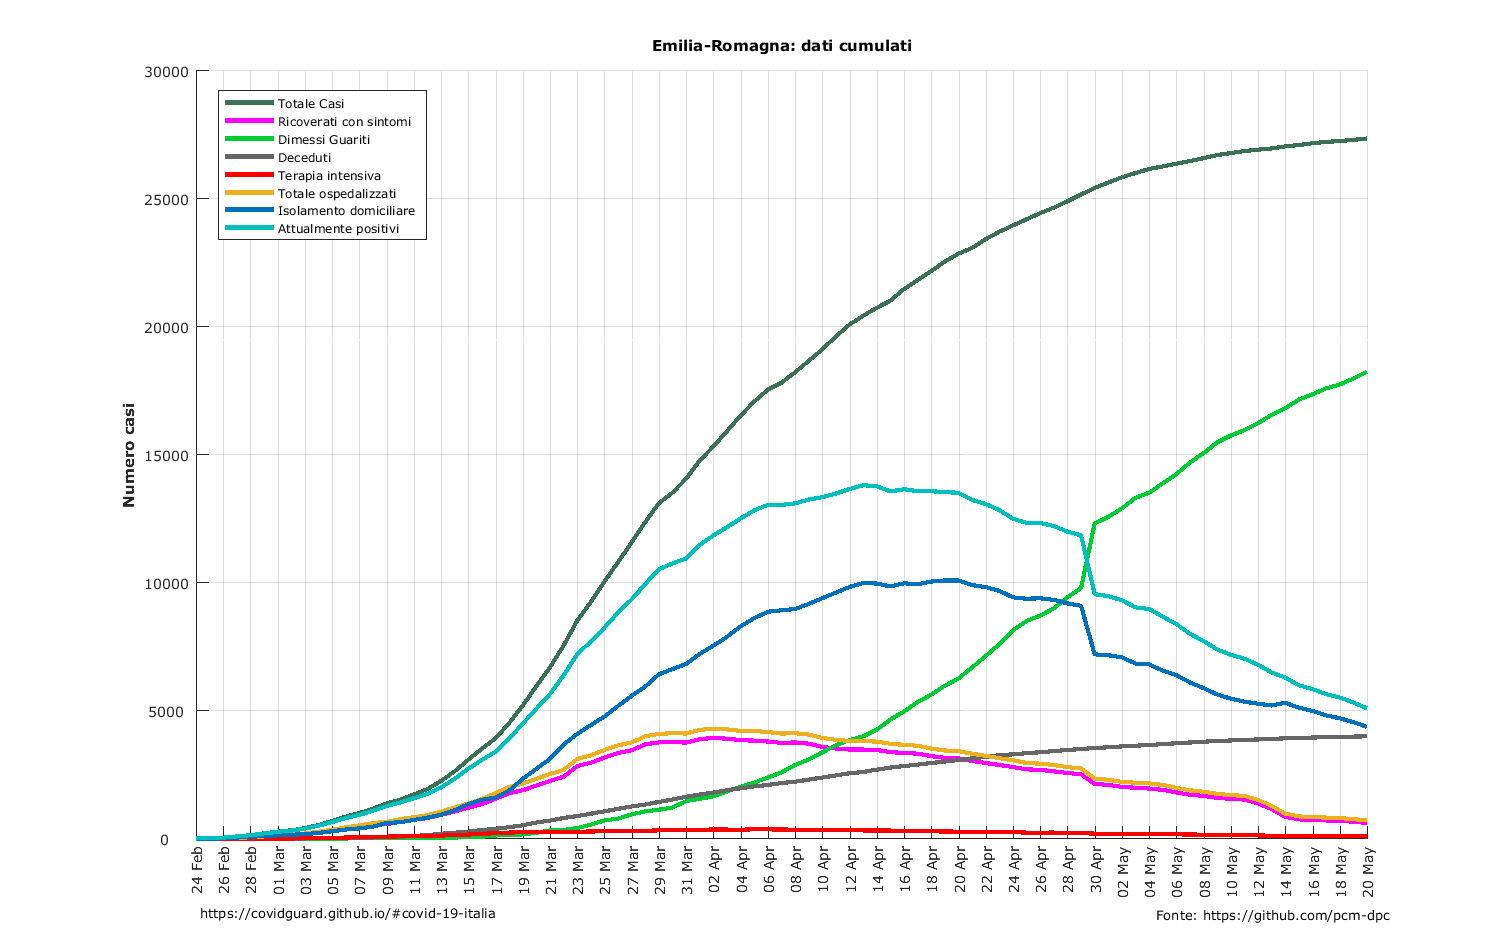 Emilia-Romagna: dati cumulati
30000
25000
20000
15000
10000
5000
0
Numero casi
Totale Casi
Ricoverati con sintomi
Dimessi Guariti
Deceduti
Terapia intensiva
Totale ospedalizzati
Isolamento domiciliare
Attualmente positivi
24 Feb
26 Feb
28 Feb
01 Mar
03 Mar
05 Mar
07 Mar
09 Mar
11 Mar
13 Mar
15 Mar
17 Mar
19 Mar
21 Mar
23 Mar
25 Mar
27 Mar
29 Mar
31 Mar
02 Apr
04 Apr
06 Apr
08 Apr
10 Apr
12 Apr
14 Apr
16 Apr
18 Apr
20 Apr
22 Apr
24 Apr
26 Apr
28 Apr
30 Apr
02 May
04 May
06 May
08 May
10 May
12 May
14 May
16 May
18 May
20 May
https://covidguard.github.io/#covid-19-italia
Fonte: https://github.com/pcm-dpc